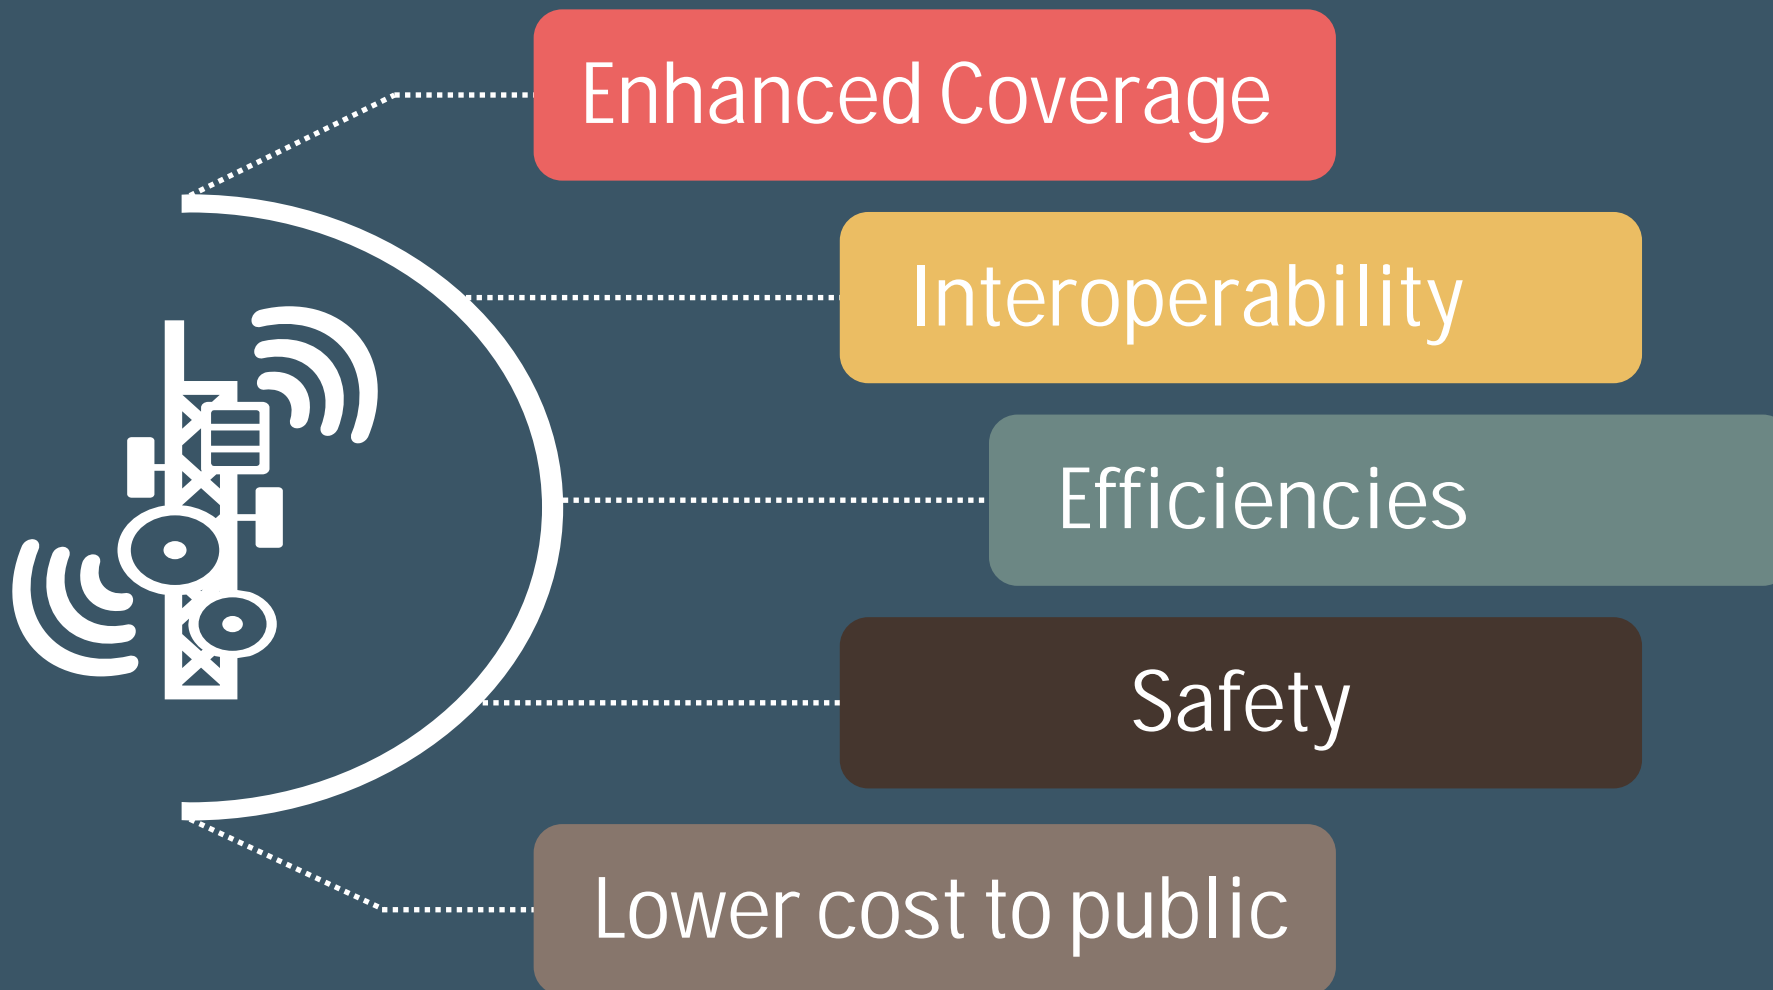 Enhanced Coverage
Interoperability
Efficiencies
Safety
Lower cost to public